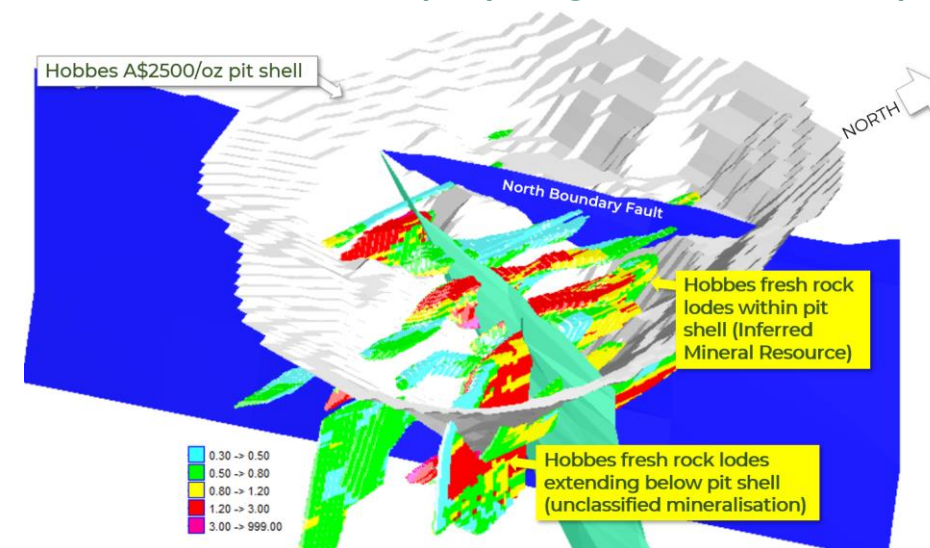 Hobbes A$2500/oz pit shell
NORTH
North Boundary Fault
Hobbes fresh rock
lodes within pit
shell (Inferred
Mineral Resource)
Hobbes fresh rock lodes
extending below pit shell
(unclassified mineralisation)
0.30 -> 0.50
0.50 -> 0.80
0.80 -> 1.20
1.20 -> 3.00
3.00 -> 999.00